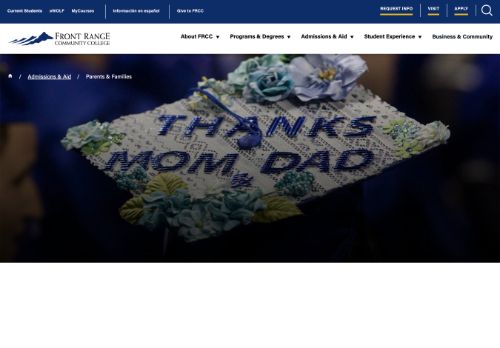 Current Students eWOLF MyCourses Información en español Give to FRCC REQUEST INFO VISIT APPLY
FRONT RANGE
COMMUNITY COLLEGE
About FRCC Programs & Degrees Admissions & Aid Student Experience Business & Community
/ Admissions & Aid / Parents & Families
THANKS
MOM & DAD